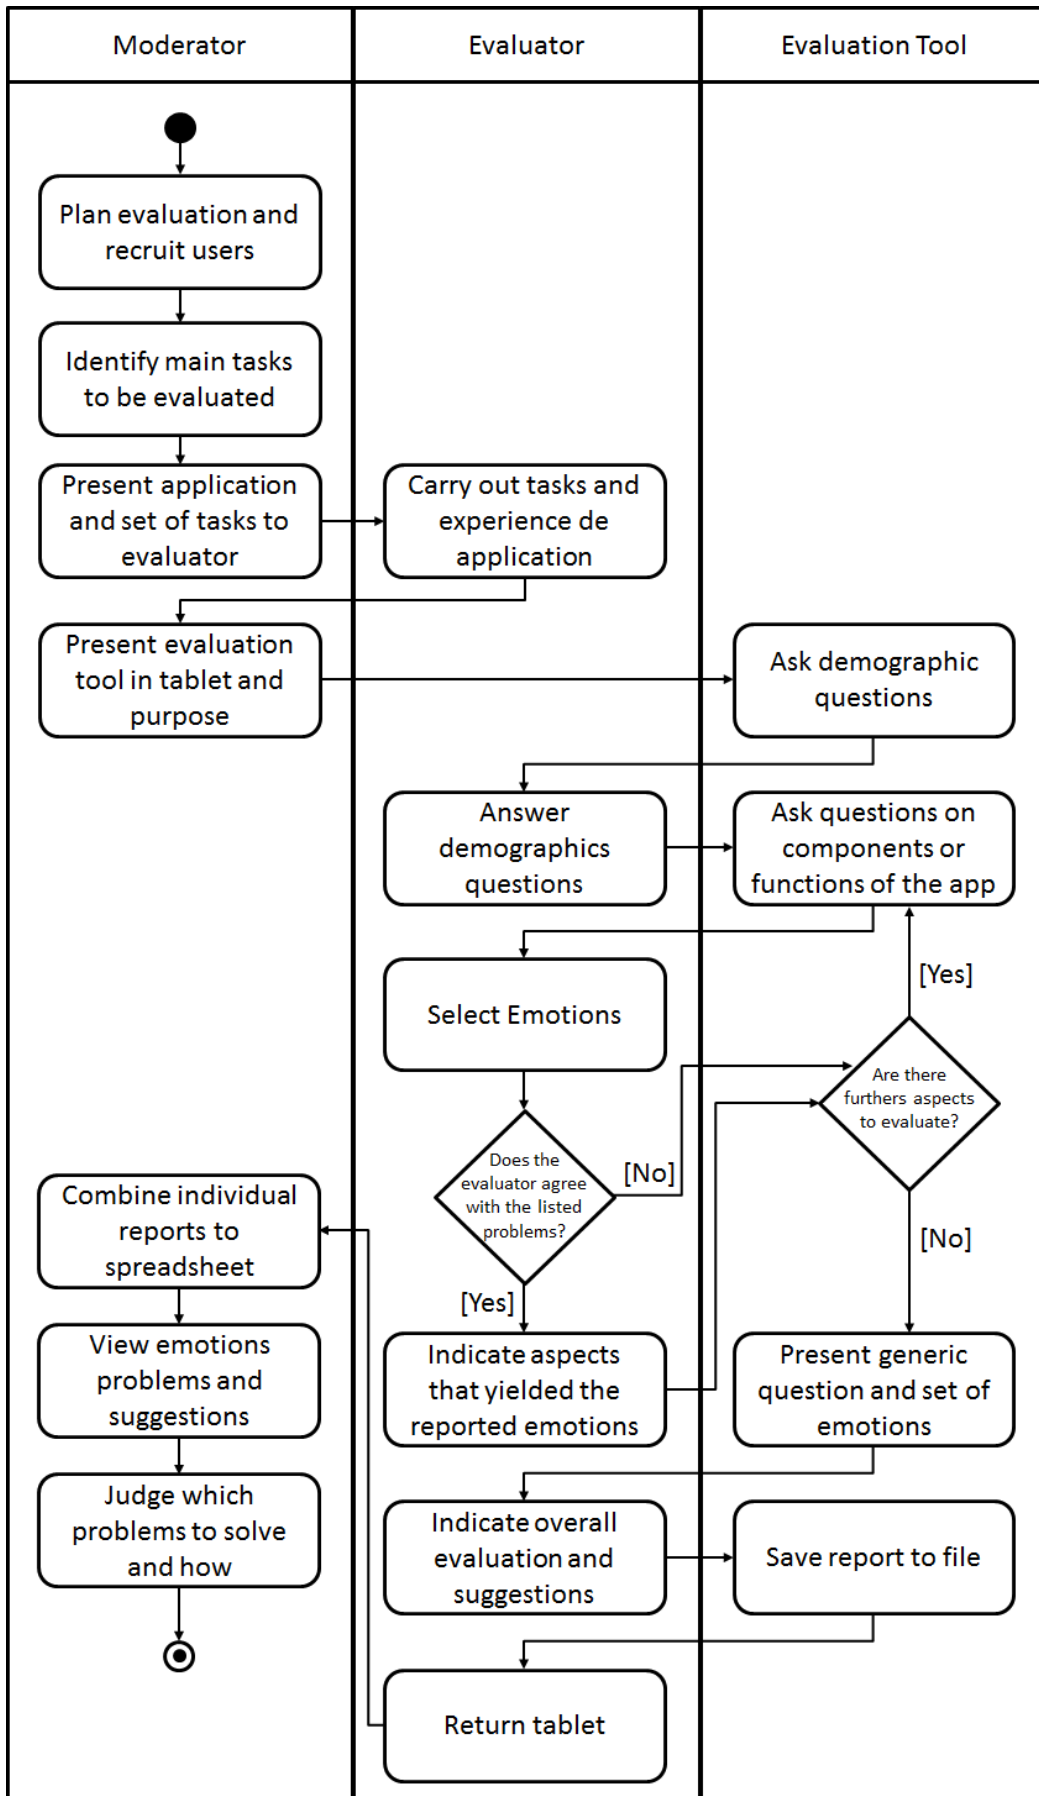 Moderator
Evaluator
Evaluation Tool
Plan evaluation and
recruit users
Identify main tasks
to be evaluated
Present application
and set of tasks to
evaluator
Carry out tasks and
experience de
application
Present evaluation
tool in tablet and
purpose
Ask demographic
questions
Answer
demographics
questions
Ask questions on
components or
functions of the app
Select Emotions
[Yes]
Are there
furthers aspects
to evaluate?
Does the
evaluator agree
with the listed
problems?
[No]
[No]
[Yes]
Combine individual
reports to
spreadsheet
View emotions
problems and
suggestions
Indicate aspects
that yielded the
reported emotions
Present generic
question and set of
emotions
Judge which
problems to solve
and how
Indicate overall
evaluation and
suggestions
Save report to file
Return tablet